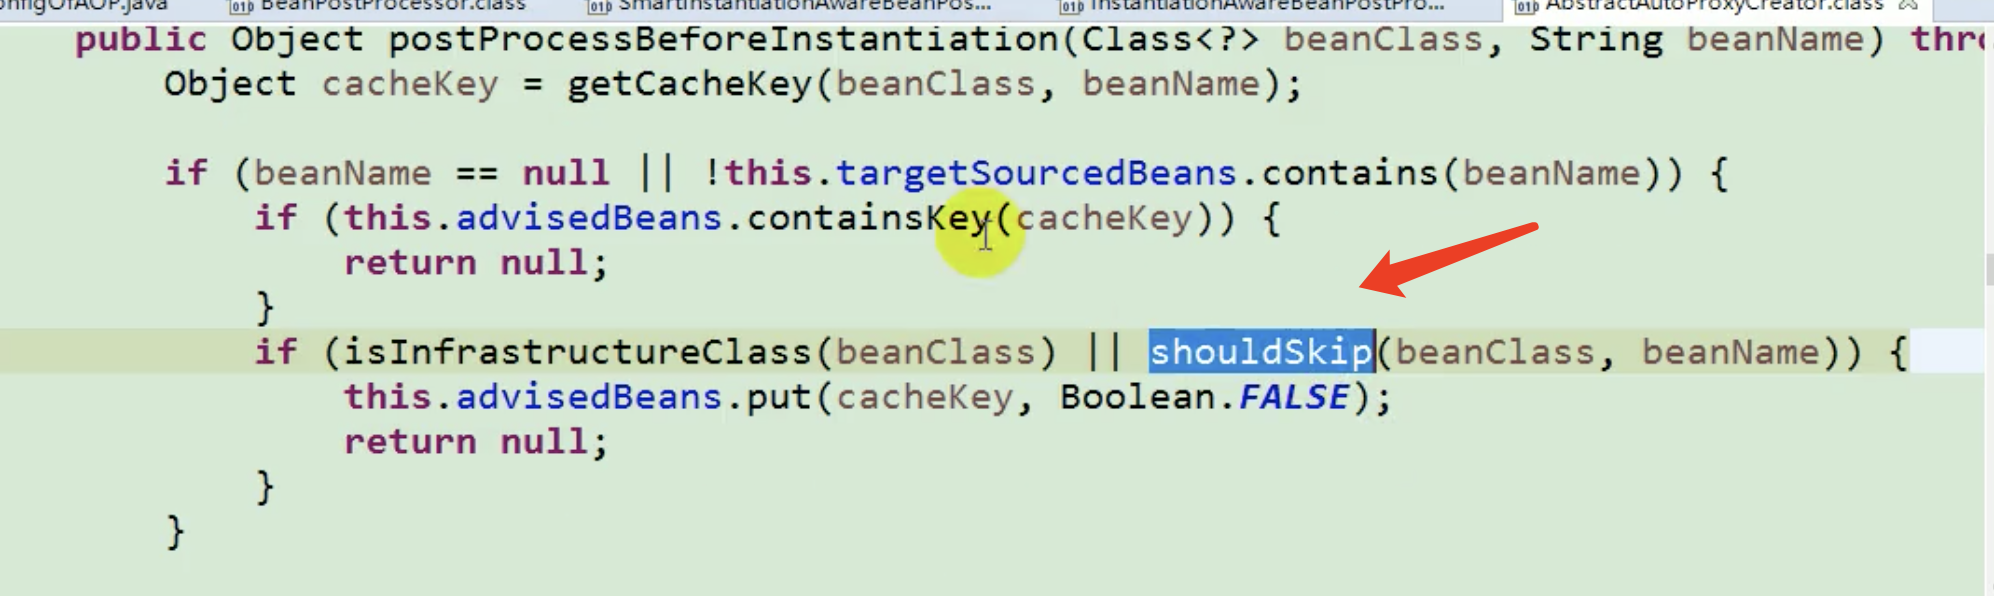 onfigOfAOP.java BeanPostProcessor.class SmartInstantiationAwareBeanPos... InstantiationAwareBeanPostPro... AbstractAutoProxyCreator.class
public Object postProcessBeforeInstantiation(Class<?> beanClass, String beanName) thro
Object cacheKey = getCacheKey(beanClass, beanName);
if (beanName == null || !this.targetSourcedBeans.contains(beanName)) {
if (this.advisedBeans.containsKey(cacheKey)) {
return null;
}
if (isInfrastructureClass(beanClass) || shouldSkip(beanClass, beanName)) {
this.advisedBeans.put(cacheKey, Boolean.FALSE);
return null;
}
}